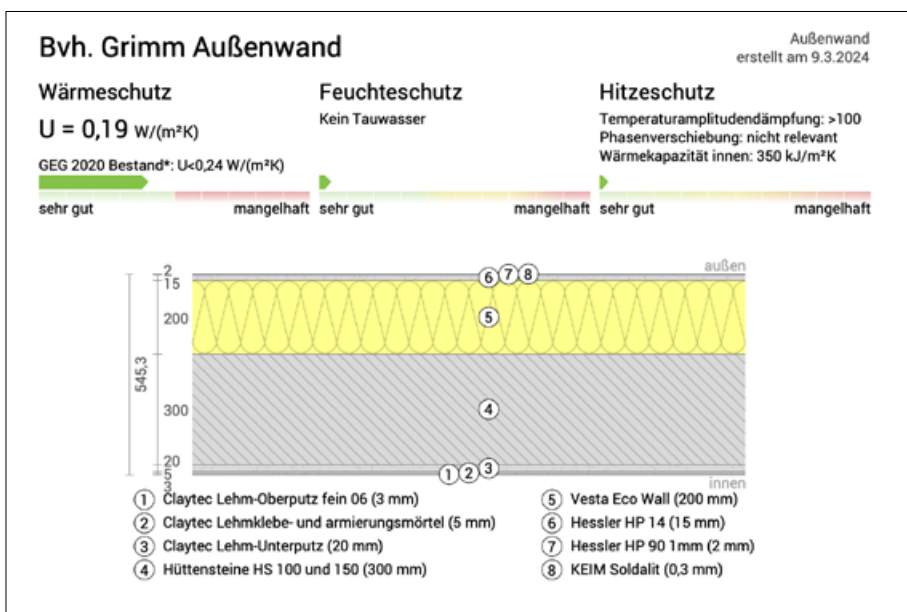 Bvh. Grimm Außenwand
Außenwand
erstellt am 9.3.2024
Wärmeschutz
U = 0,19 W/(m²K)
GEG 2020 Bestand*: U<0,24 W/(m²K)
sehr gut mangelhaft
Feuchteschutz
Kein Tauwasser
sehr gut mangelhaft
Hitzeschutz
Temperaturamplitudendämpfung: >100
Phasenverschiebung: nicht relevant
Wärmekapazität innen: 350 kJ/m²K
sehr gut mangelhaft
außen
2
15
200
545,3
300
20
5
3
6 7 8
5
4
1 2 3
innen
1 Claytec Lehm-Oberputz fein 06 (3 mm)
2 Claytec Lehmklebe- und armierungsmörtel (5 mm)
3 Claytec Lehm-Unterputz (20 mm)
4 Hüttensteine HS 100 und 150 (300 mm)
5 Vesta Eco Wall (200 mm)
6 Hessler HP 14 (15 mm)
7 Hessler HP 90 1mm (2 mm)
8 KEIM Soldalit (0,3 mm)